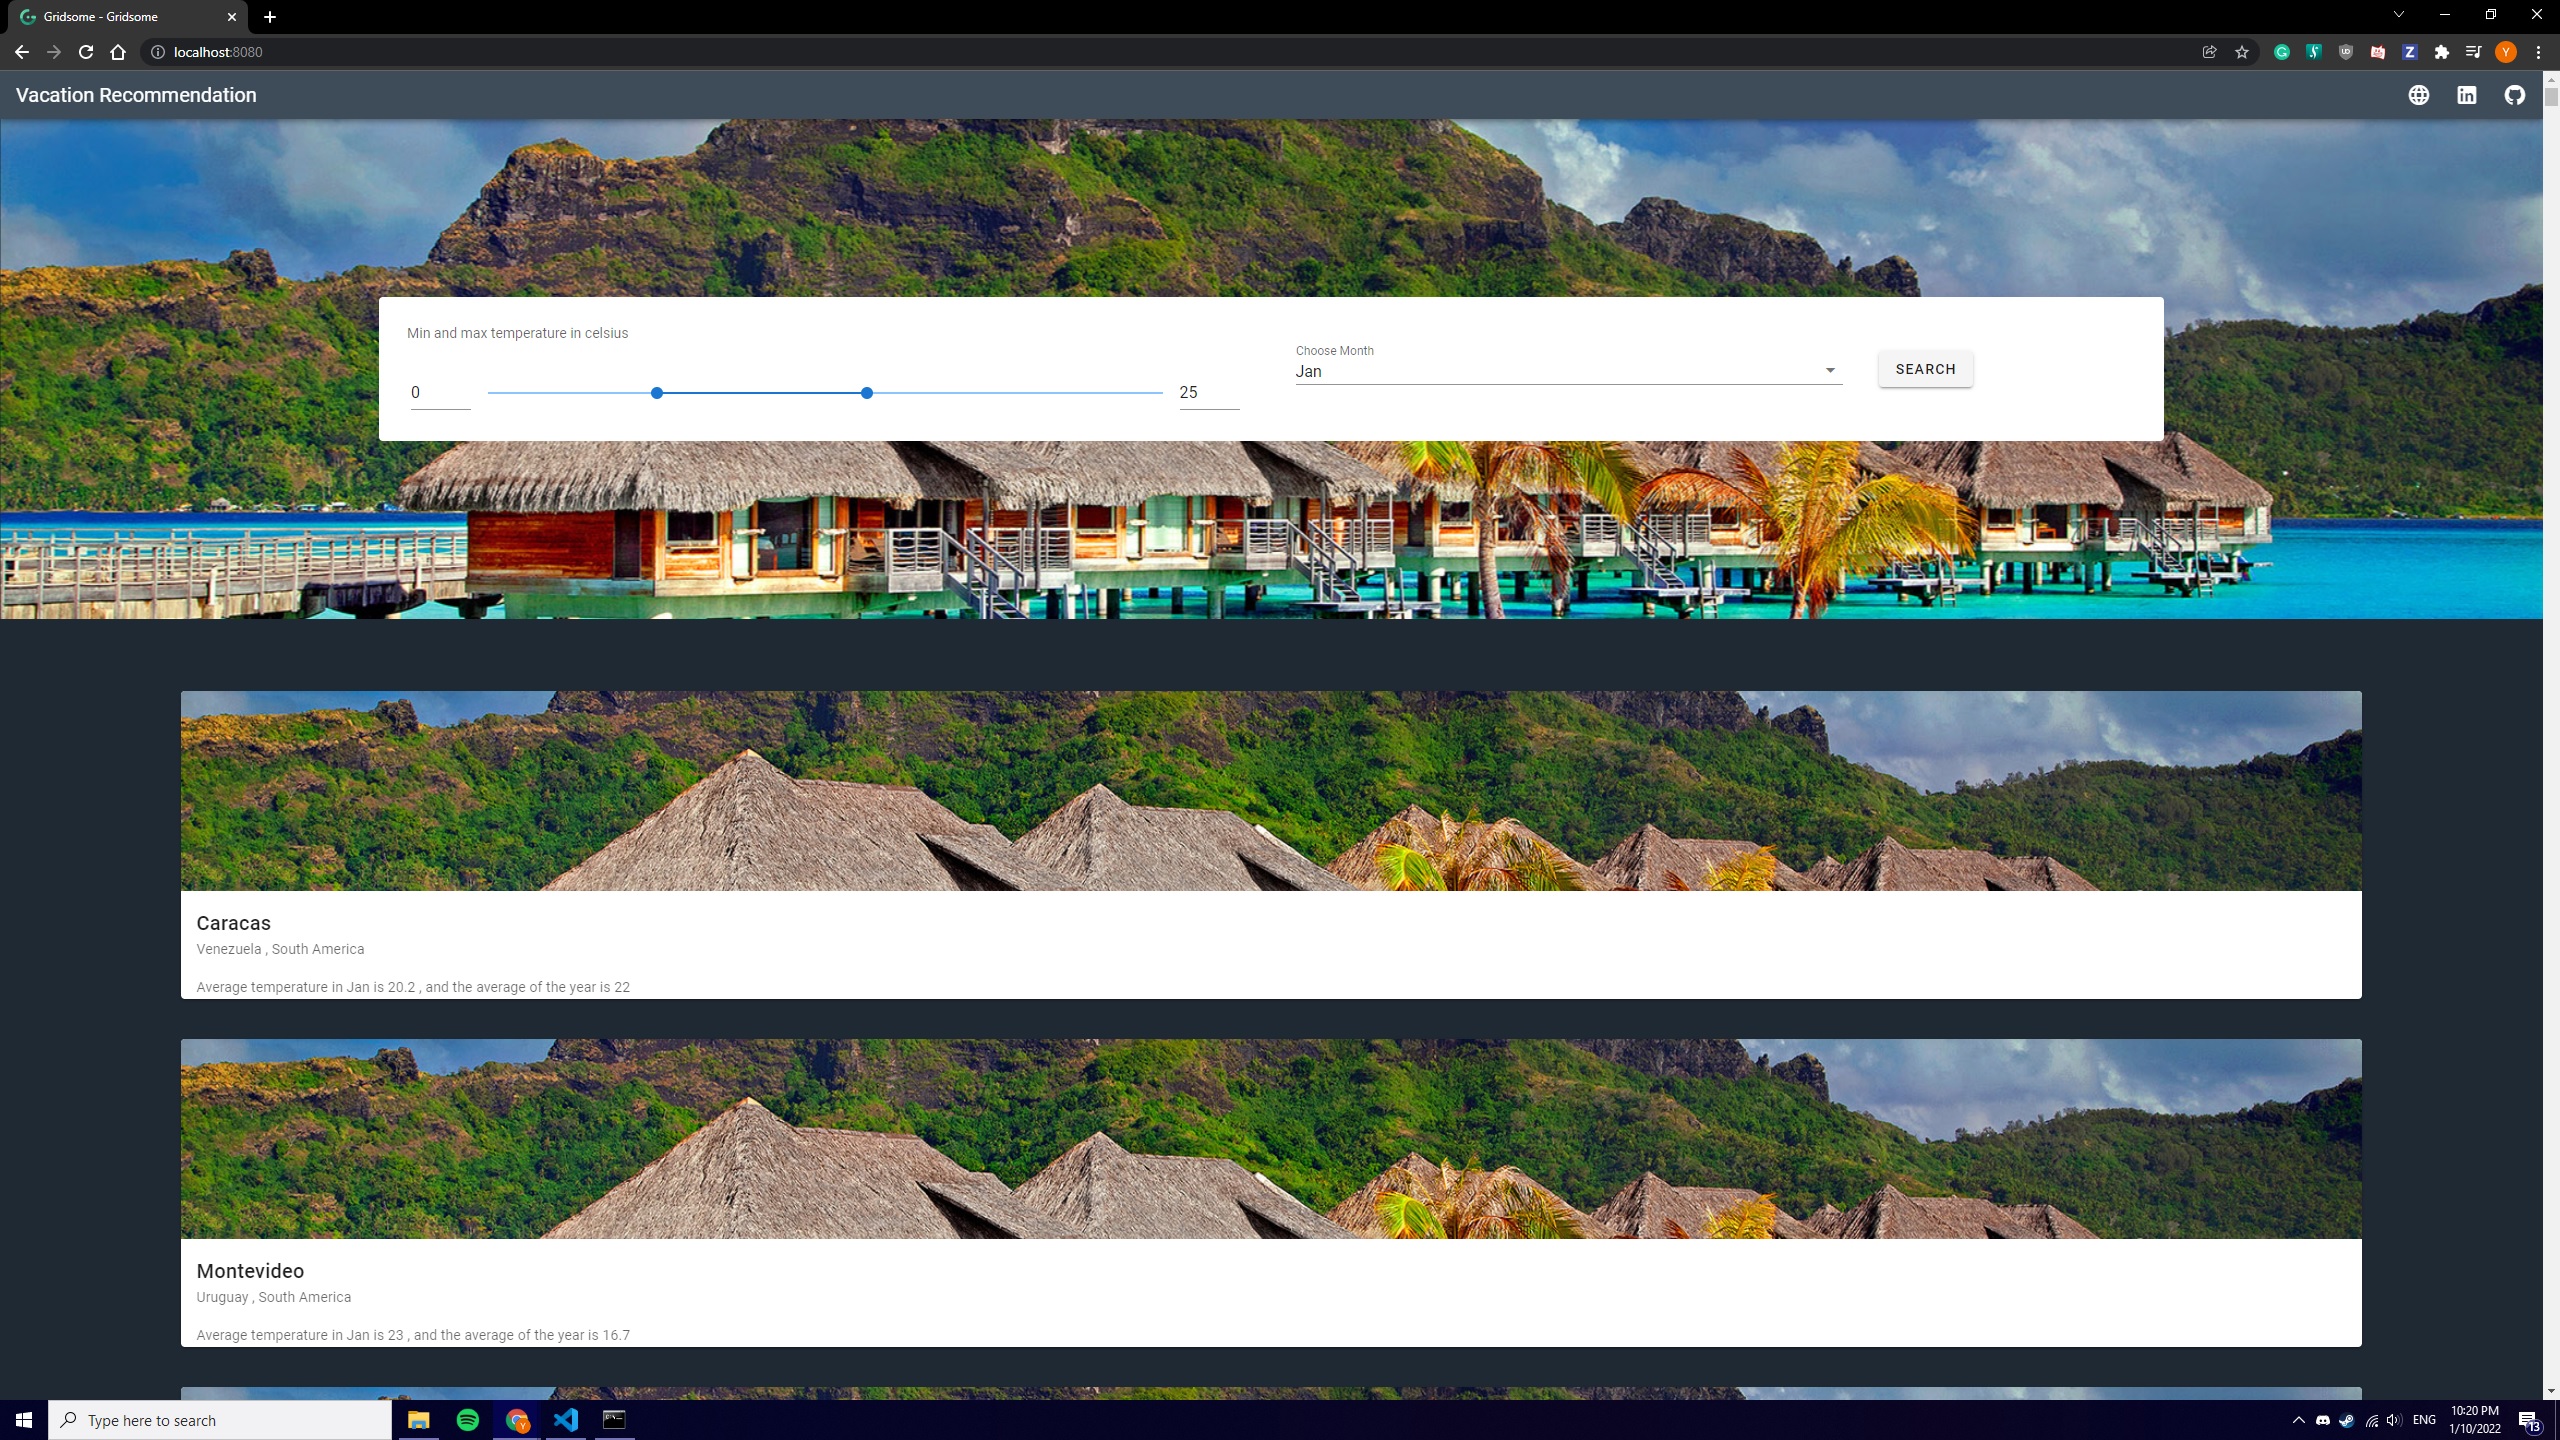 Gridsome - Gridsome
localhost:8080
Vacation Recommendation
Min and max temperature in celsius
0
25
Choose Month
Jan
SEARCH
Caracas
Venezuela , South America
Average temperature in Jan is 20.2 , and the average of the year is 22
Montevideo
Uruguay , South America
Average temperature in Jan is 23 , and the average of the year is 16.7
Type here to search
ENG
10:20 PM
1/10/2022
13